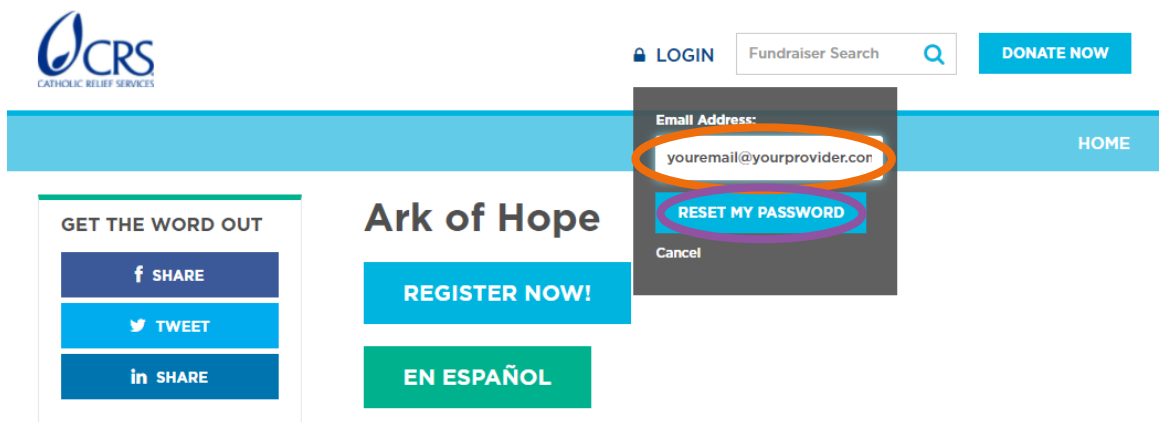 CRS
CATHOLIC RELIEF SERVICES
LOGIN
Fundraiser Search
DONATE NOW
Email Address:
youremail@yourprovider.com
RESET MY PASSWORD
Cancel
HOME
GET THE WORD OUT
f SHARE
TWEET
in SHARE
Ark of Hope
REGISTER NOW!
EN ESPAÑOL